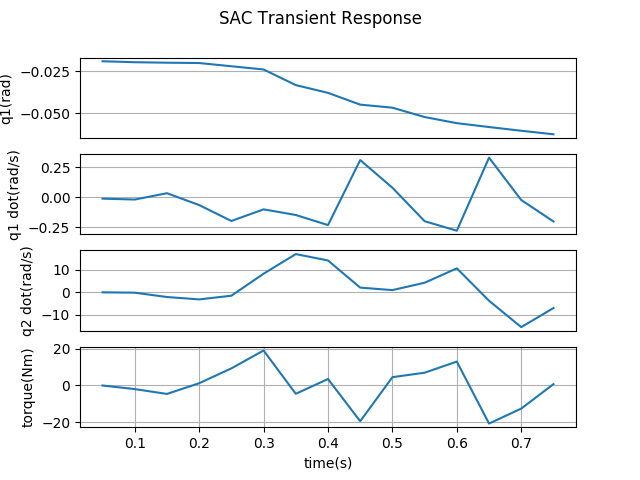 SAC Transient Response
q1(rad)
−0.025
−0.050
q1 dot(rad/s)
0.25
0.00
−0.25
q2 dot(rad/s)
10
0
−10
torque(Nm)
20
0
−20
0.1 0.2 0.3 0.4 0.5 0.6 0.7
time(s)